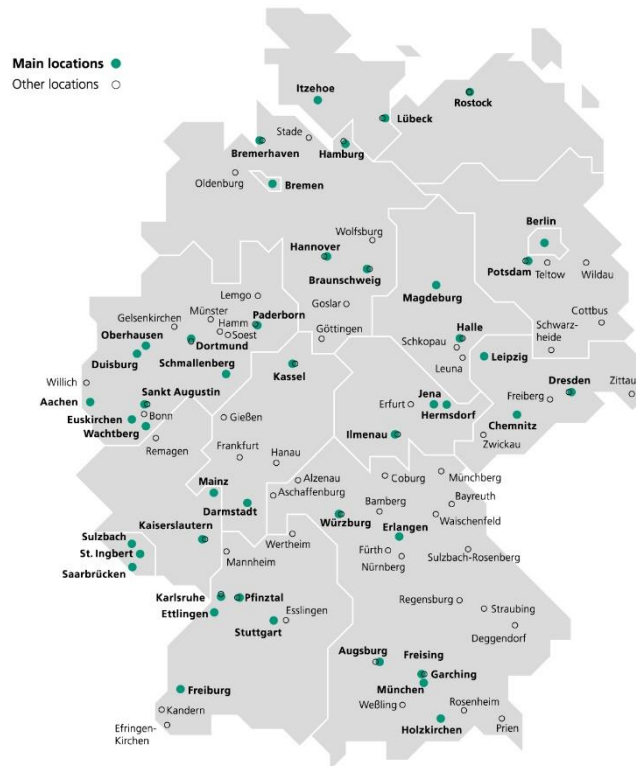 Main locations
Other locations
Itzehoe
Rostock
Lübeck
Stade
Bremerhaven
Hamburg
Oldenburg
Bremen
Berlin
Wolfsburg
Hannover
Potsdam
Teltow
Wildau
Braunschweig
Magdeburg
Lemgo
Goslar
Cottbus
Münster
Gelsenkirchen
Hamm
Paderborn
Soest
Göttingen
Halle
Schwarz-
heide
Oberhausen
Dortmund
Schkopau
Leipzig
Duisburg
Schmallenberg
Kassel
Leuna
Willich
Sankt Augustin
Jena
Dresden
Zittau
Aachen
Erfurt
Hermsdorf
Freiberg
Euskirchen
Bonn
Gießen
Chemnitz
Wachtberg
Ilmenau
Zwickau
Remagen
Frankfurt
Hanau
Münchberg
Mainz
Alzenau
Coburg
Aschaffenburg
Bamberg
Bayreuth
Darmstadt
Würzburg
Waischenfeld
Kaiserslautern
Erlangen
Sulzbach
Wertheim
St. Ingbert
Mannheim
Fürth
Sulzbach-Rosenberg
Nürnberg
Saarbrücken
Karlsruhe
Pfinztal
Regensburg
Straubing
Ettlingen
Esslingen
Stuttgart
Deggendorf
Augsburg
Freising
Garching
Freiburg
München
Weßling
Rosenheim
Kandern
Holzkirchen
Prien
Efringen-
Kirchen